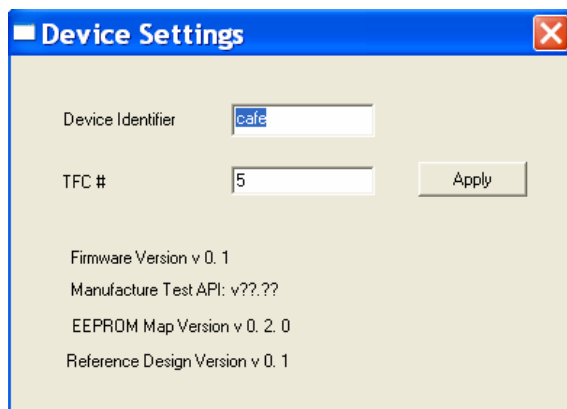 Device Settings
Device Identifier cafe
TFC # 5 Apply
Firmware Version v 0. 1
Manufacture Test API: v??.??
EEPROM Map Version v 0. 2. 0
Reference Design Version v 0. 1